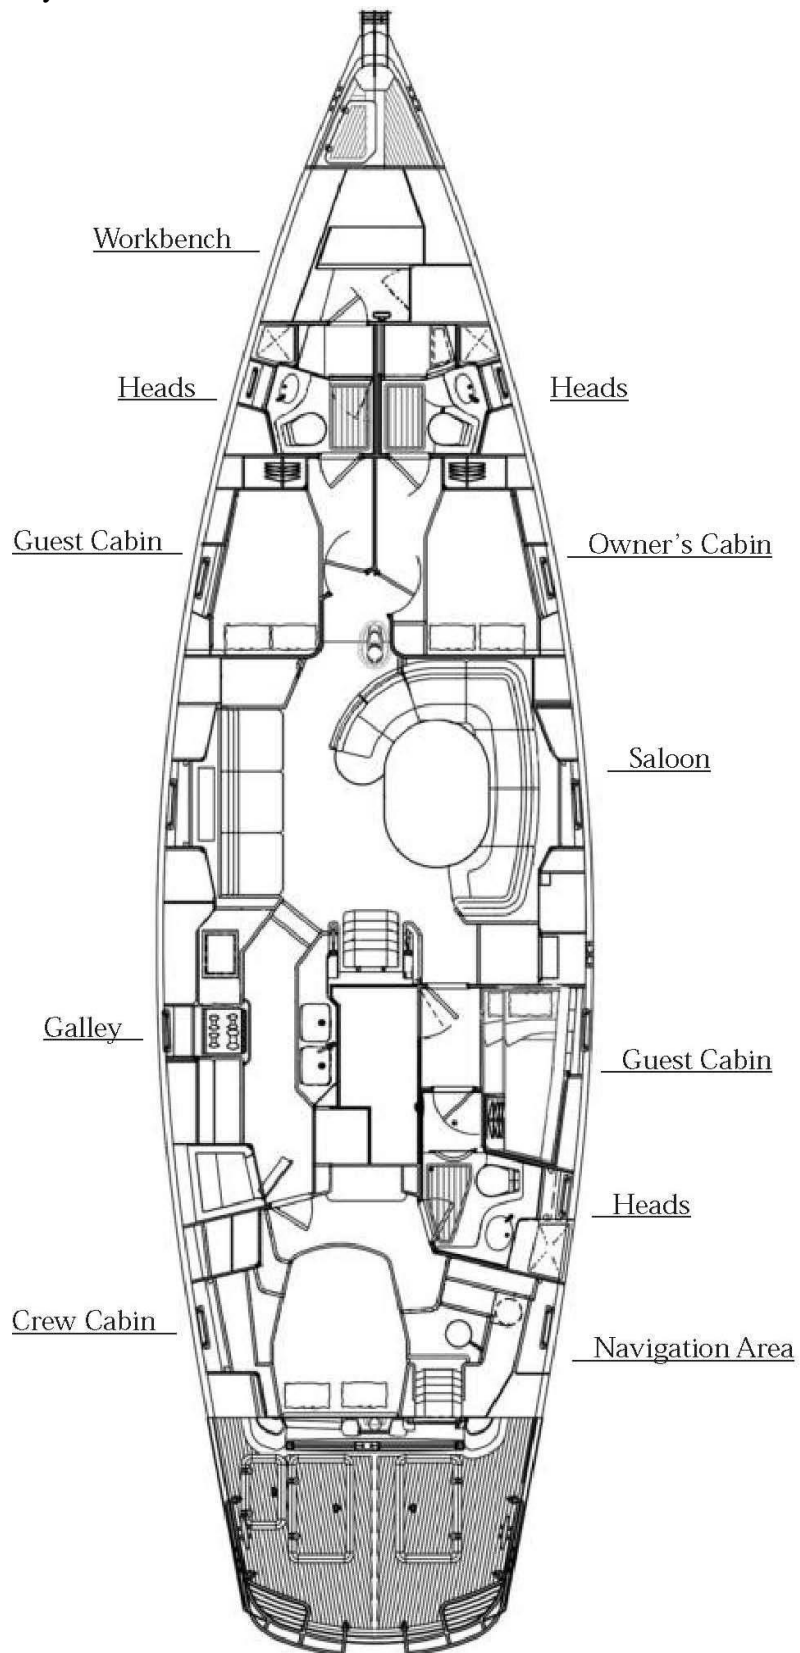 Workbench
Heads
Heads
Guest Cabin
Owner's Cabin
Saloon
Galley
Guest Cabin
Heads
Crew Cabin
Navigation Area